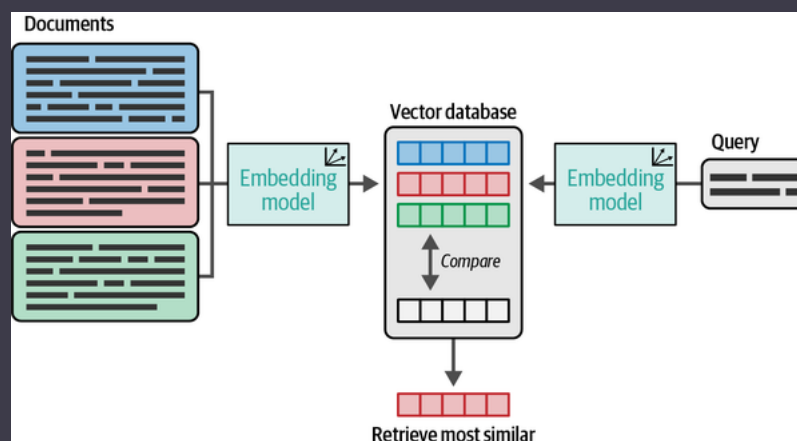 Documents
Vector database
Query
Embedding
model
Embedding
model
Compare
Retrieve most similar